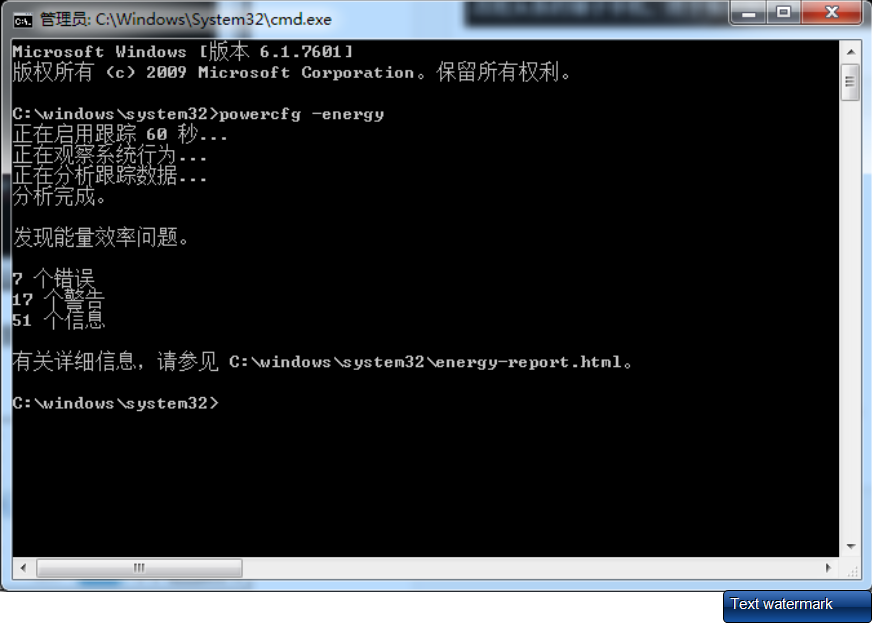 管理员: C:\Windows\System32\cmd.exe
Microsoft Windows [版本 6.1.7601]
版权所有 (c) 2009 Microsoft Corporation。保留所有权利。
C:\windows\system32>powercfg -energy
正在启用跟踪 60 秒...
正在观察系统行为...
正在分析跟踪数据...
分析完成。
发现能量效率问题。
7 个错误
17 个警告
51 个信息
有关详细信息，请参见 C:\windows\system32\energy-report.html。
C:\windows\system32>
Text watermark